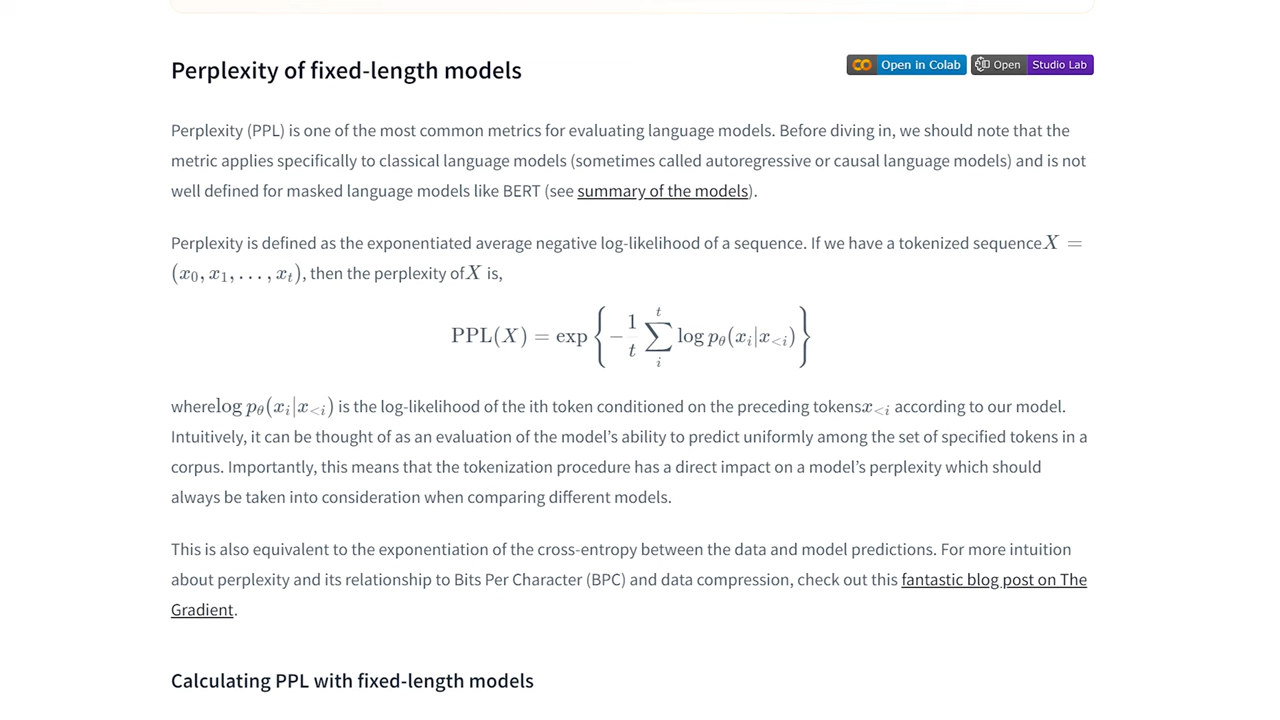 Perplexity of fixed-length models
Open in Colab
Open Studio Lab
Perplexity (PPL) is one of the most common metrics for evaluating language models. Before diving in, we should note that the
metric applies specifically to classical language models (sometimes called autoregressive or causal language models) and is not
well defined for masked language models like BERT (see summary of the models).
Perplexity is defined as the exponentiated average negative log-likelihood of a sequence. If we have a tokenized sequence X =
(x₀, x₁, . . . , xₜ), then the perplexity of X is,
PPL(X) = exp { −1/t ∑ᵢᵗ log p_θ(xᵢ|x_{<i}) }
where log p_θ(xᵢ|x_{<i}) is the log-likelihood of the ith token conditioned on the preceding tokens x_{<i} according to our model.
Intuitively, it can be thought of as an evaluation of the model’s ability to predict uniformly among the set of specified tokens in a
corpus. Importantly, this means that the tokenization procedure has a direct impact on a model’s perplexity which should
always be taken into consideration when comparing different models.
This is also equivalent to the exponentiation of the cross-entropy between the data and model predictions. For more intuition
about perplexity and its relationship to Bits Per Character (BPC) and data compression, check out this fantastic blog post on The
Gradient.
Calculating PPL with fixed-length models